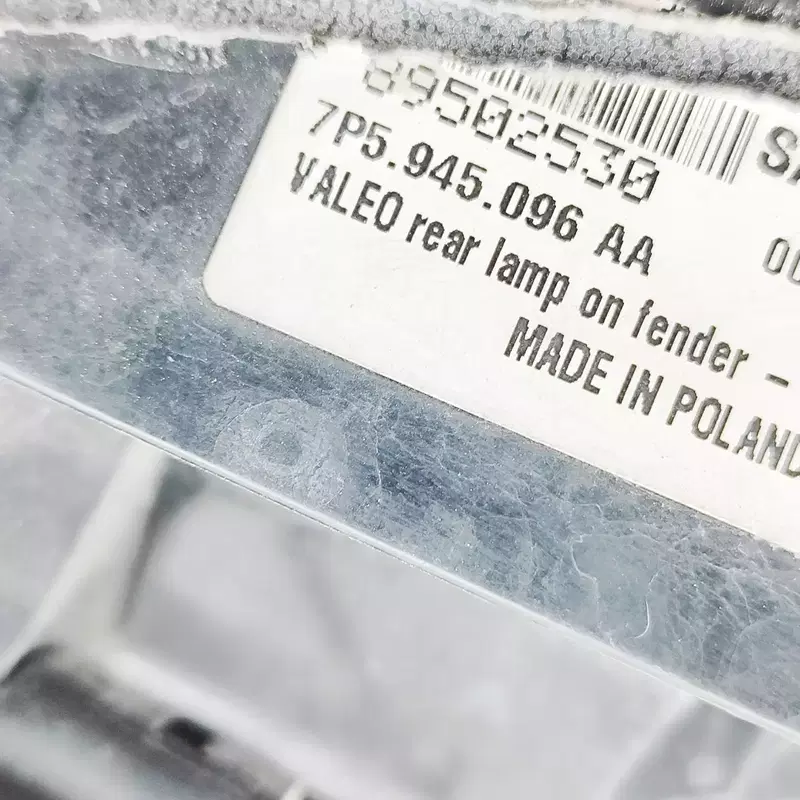 89502530
7P5.945.096 AA
VALEO rear lamp on fender -
MADE IN POLAND